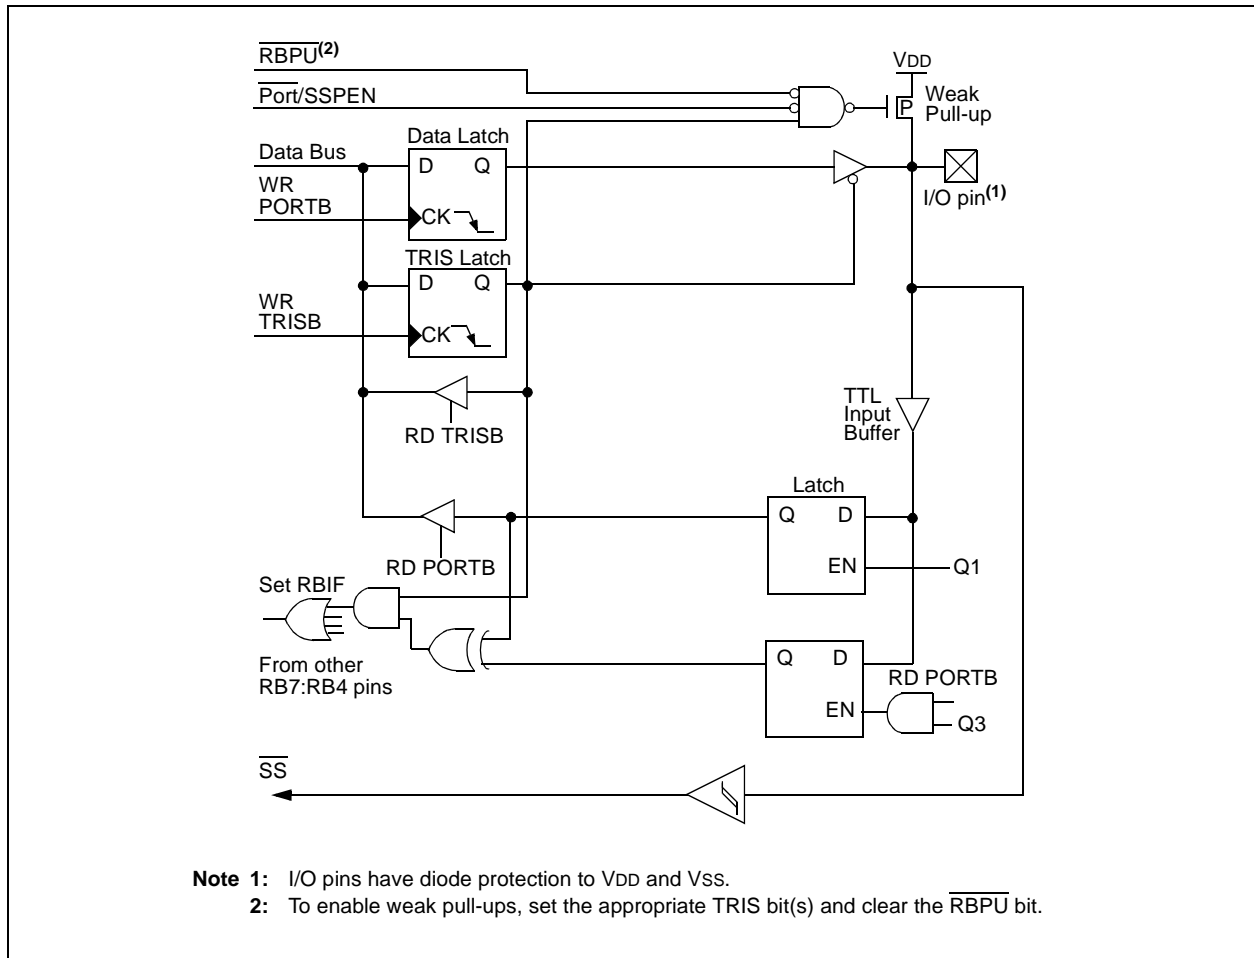 RBPU(2)
VDD
Port/SSPEN
P
Weak
Pull-up
Data Latch
Data Bus
D Q
WR
PORTB
CK
I/O pin(1)
TRIS Latch
D Q
WR
TRISB
CK
RD TRISB
TTL
Input
Buffer
Latch
Q D
EN
Q1
RD PORTB
Set RBIF
From other
RB7:RB4 pins
Q D
RD PORTB
EN
Q3
SS
Note 1: I/O pins have diode protection to VDD and VSS.
2: To enable weak pull-ups, set the appropriate TRIS bit(s) and clear the RBPU bit.